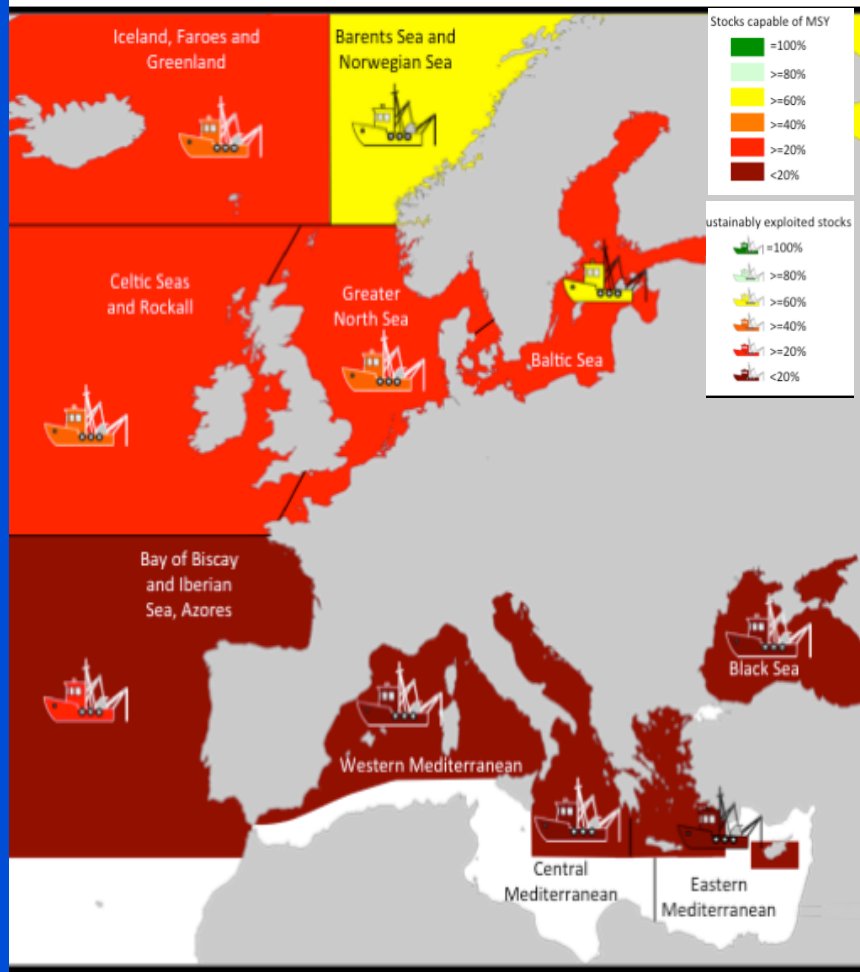 Iceland, Faroes and
Greenland
Barents Sea and
Norwegian Sea
Stocks capable of MSY
=100%
>=80%
>=60%
>=40%
>=20%
<20%
ustainably exploited stocks
=100%
>=80%
>=60%
>=40%
>=20%
<20%
Celtic Seas
and Rockall
Greater
North Sea
Baltic Sea
Bay of Biscay
and Iberian
Sea, Azores
Black Sea
Western Mediterranean
Central
Mediterranean
Eastern
Mediterranean